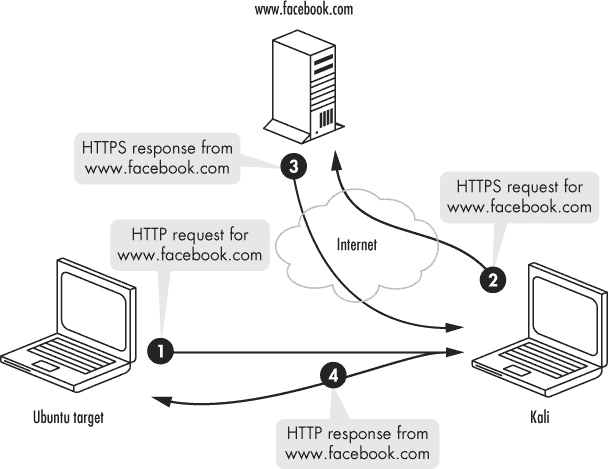 www.facebook.com
HTTPS response from
www.facebook.com
3
HTTPS request for
www.facebook.com
HTTP request for
www.facebook.com
Internet
2
1
4
Ubuntu target
Kali
HTTP response from
www.facebook.com